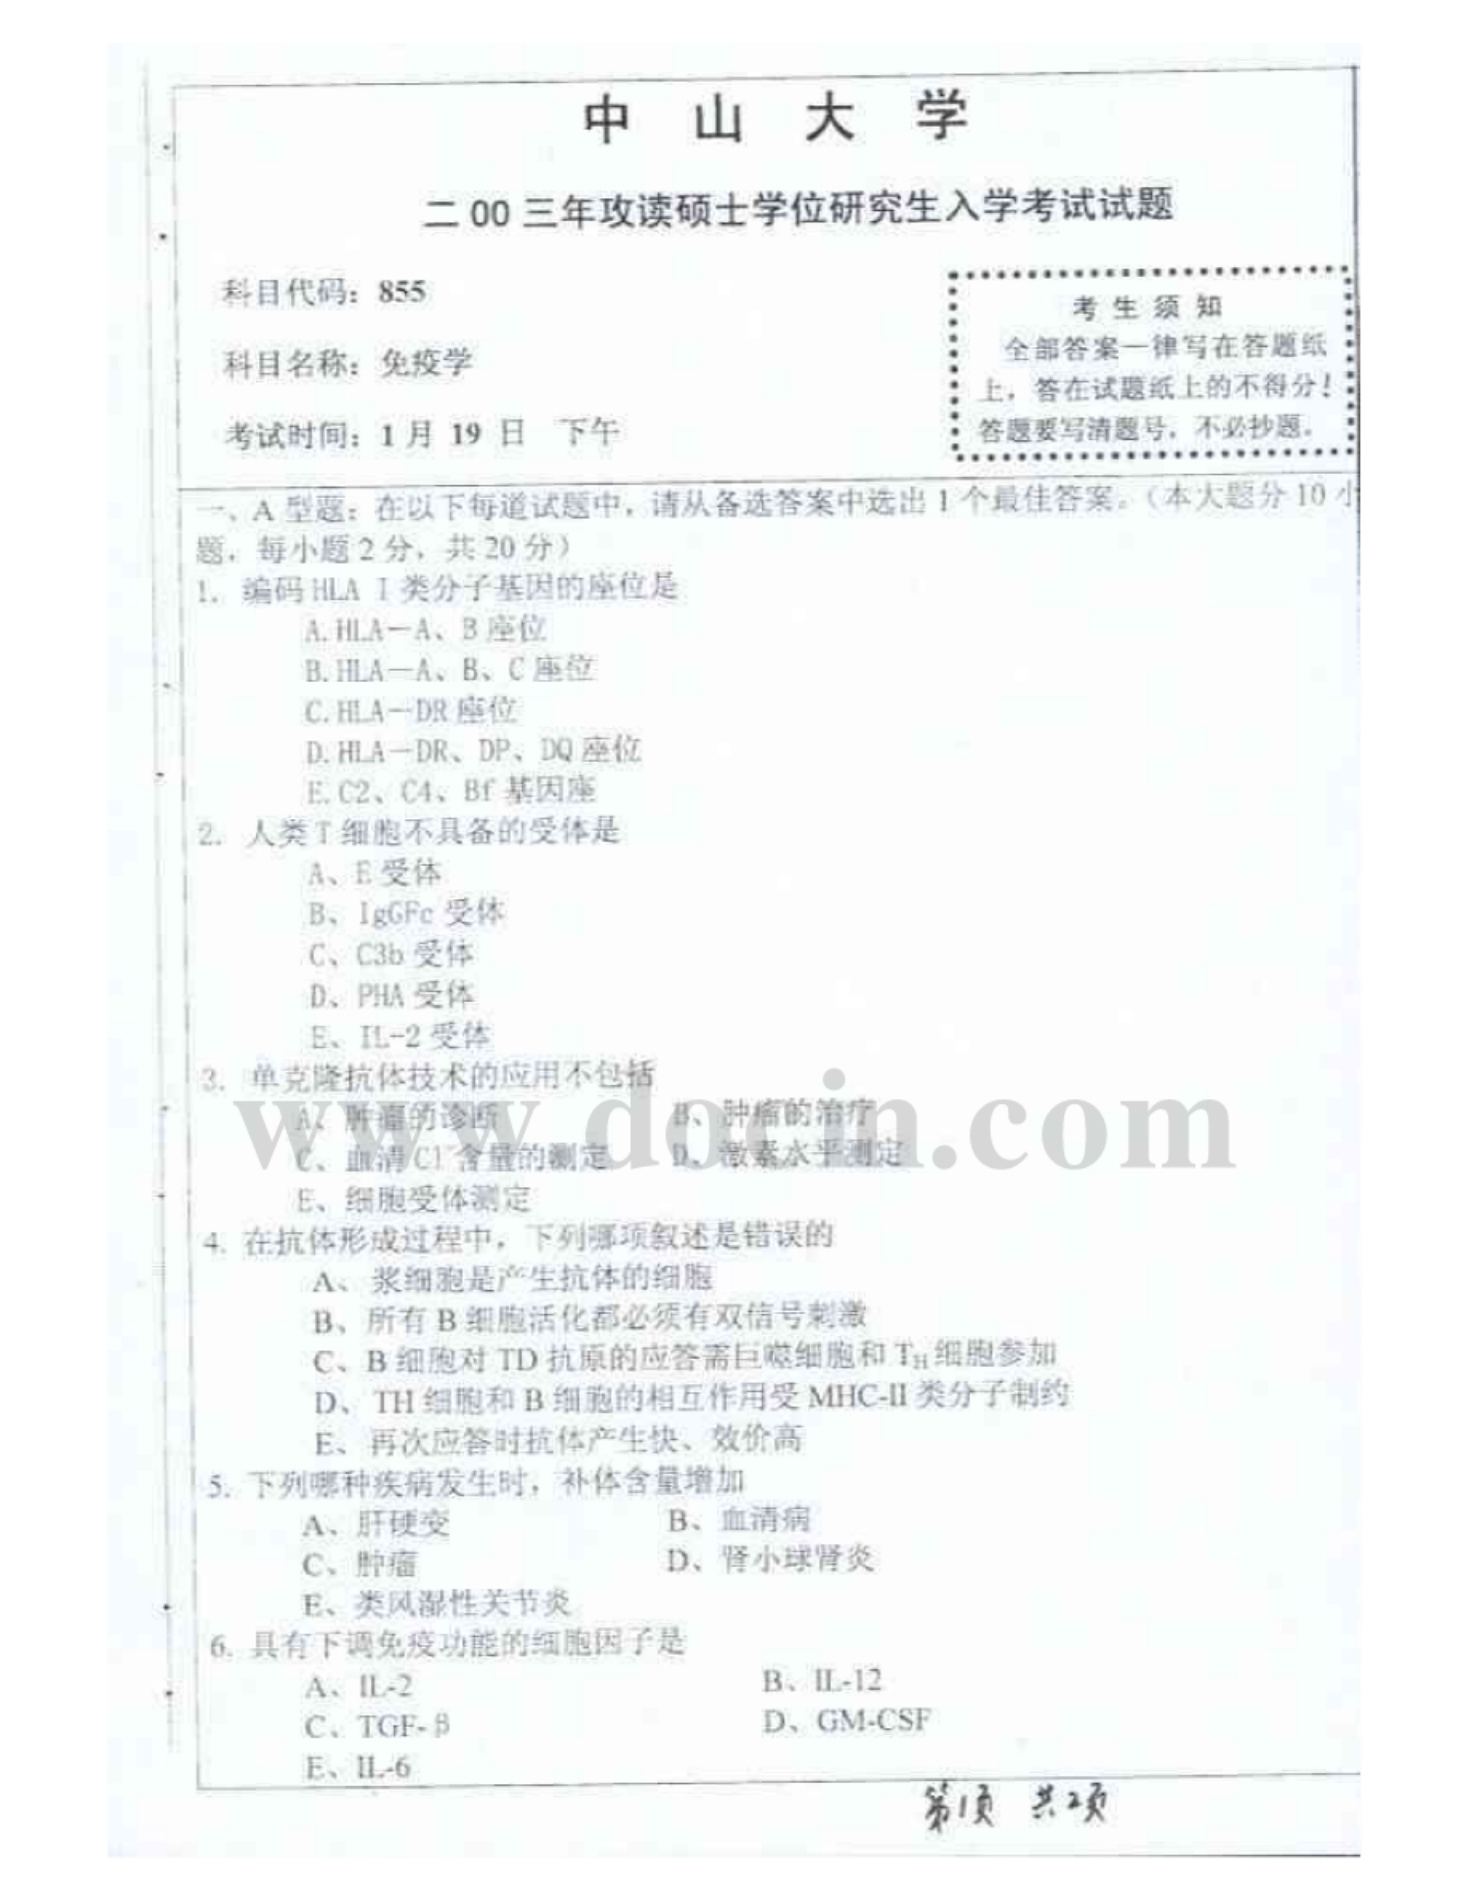 中 山 大 学
二00三年攻读硕士学位研究生入学考试试题
科目代码：855
科目名称：免疫学
考试时间：1 月 19 日 下午
考 生 须 知
全部答案一律写在答题纸
上，答在试题纸上的不得分！
答题要写清题号，不必抄题。
一、A 型题：在以下每道试题中，请从备选答案中选出 1 个最佳答案。（本大题分 10 小
题，每小题 2 分，共 20 分）
1. 编码 HLA I 类分子基因的座位是
A. HLA－A、B 座位
B. HLA－A、B、C 座位
C. HLA－DR 座位
D. HLA－DR、DP、DQ 座位
E. C2、C4、Bf 基因座
2. 人类 T 细胞不具备的受体是
A、E 受体
B、IgGFc 受体
C、C3b 受体
D、PHA 受体
E、IL-2 受体
3. 单克隆抗体技术的应用不包括
A、肿瘤的诊断 B、肿瘤的治疗
C、血清 Cl⁻含量的测定 D、激素水平测定
E、细胞受体测定
www.docin.com
4. 在抗体形成过程中，下列哪项叙述是错误的
A、浆细胞是产生抗体的细胞
B、所有 B 细胞活化都必须有双信号刺激
C、B 细胞对 TD 抗原的应答需巨噬细胞和 TH 细胞参加
D、TH 细胞和 B 细胞的相互作用受 MHC-II 类分子制约
E、再次应答时抗体产生快、效价高
5. 下列哪种疾病发生时，补体含量增加
A、肝硬变 B、血清病
C、肿瘤 D、肾小球肾炎
E、类风湿性关节炎
6. 具有下调免疫功能的细胞因子是
A、IL-2 B、IL-12
C、TGF-β D、GM-CSF
E、IL-6
第1页 共2页